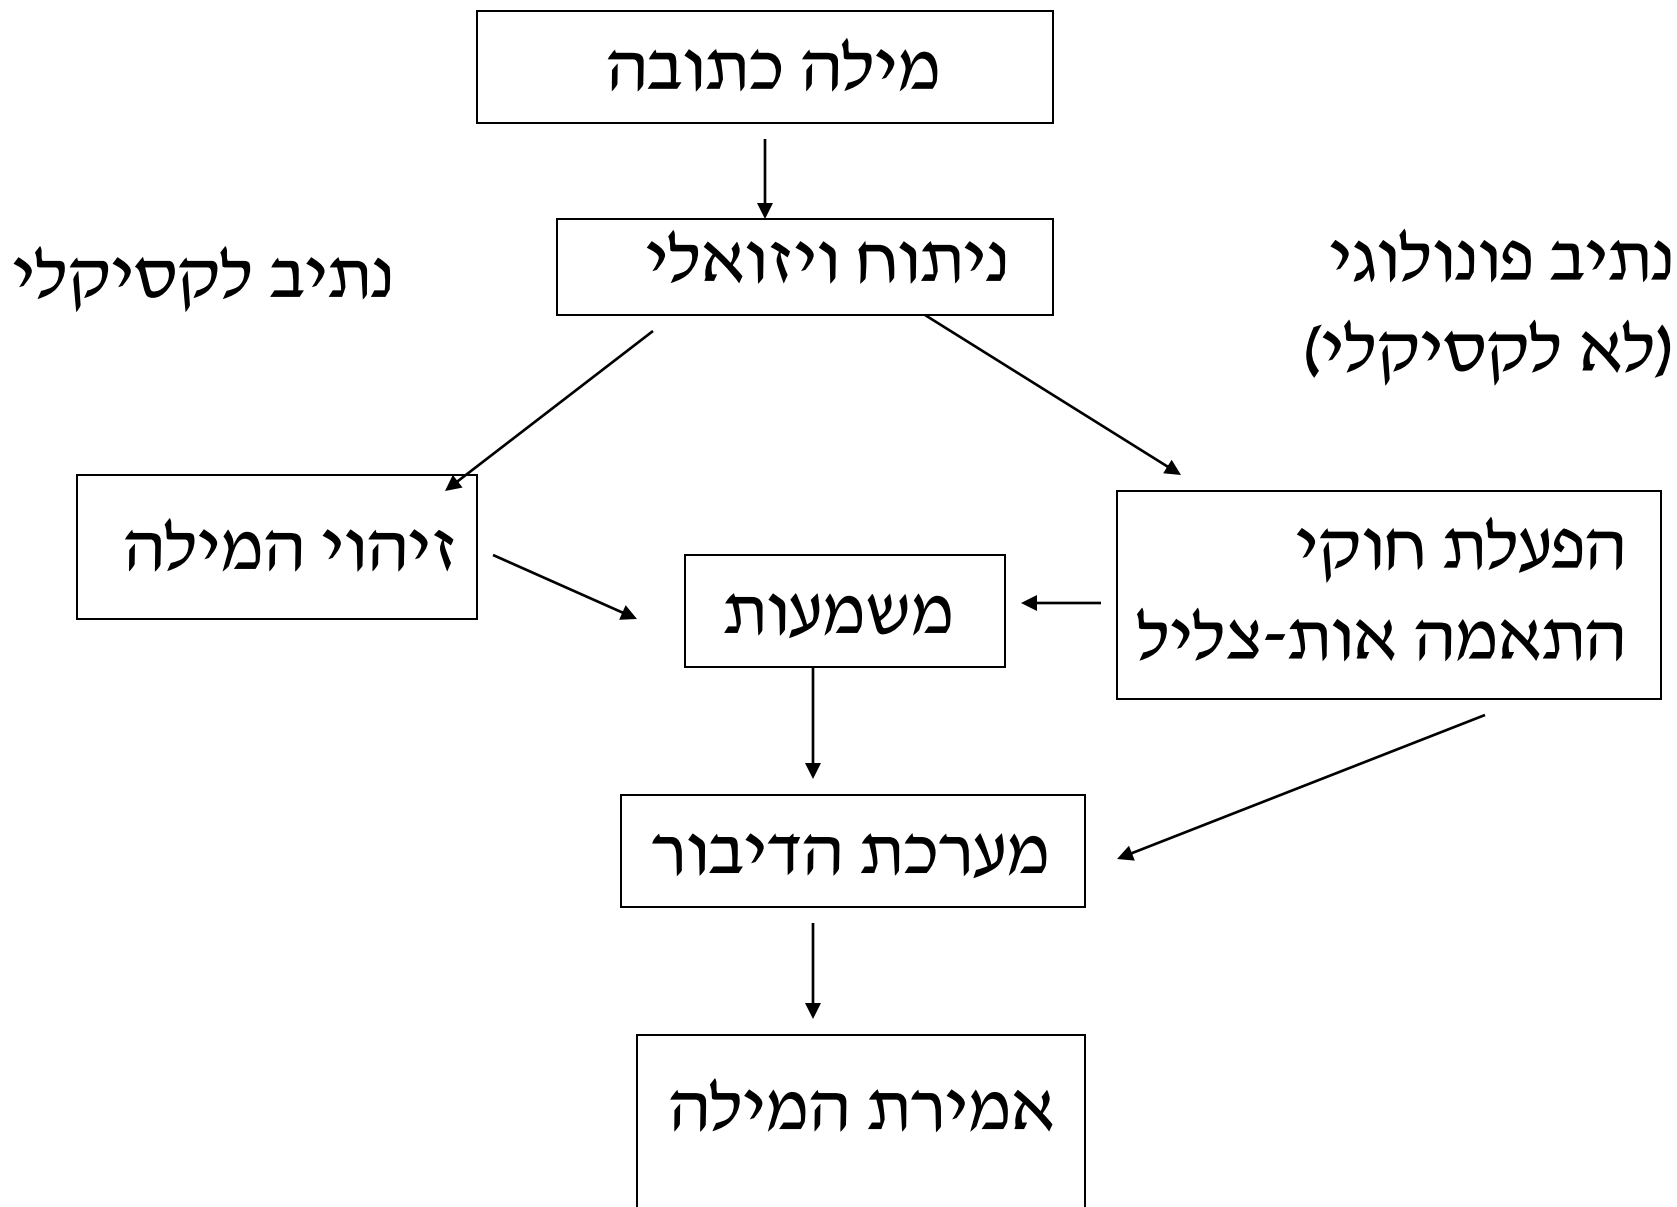 מילה כתובה
ניתוח ויזואלי
נתיב פונולוגי
(לא לקסיקלי)
נתיב לקסיקלי
הפעלת חוקי
התאמה אות-צליל
זיהוי המילה
משמעות
מערכת הדיבור
אמירת המילה